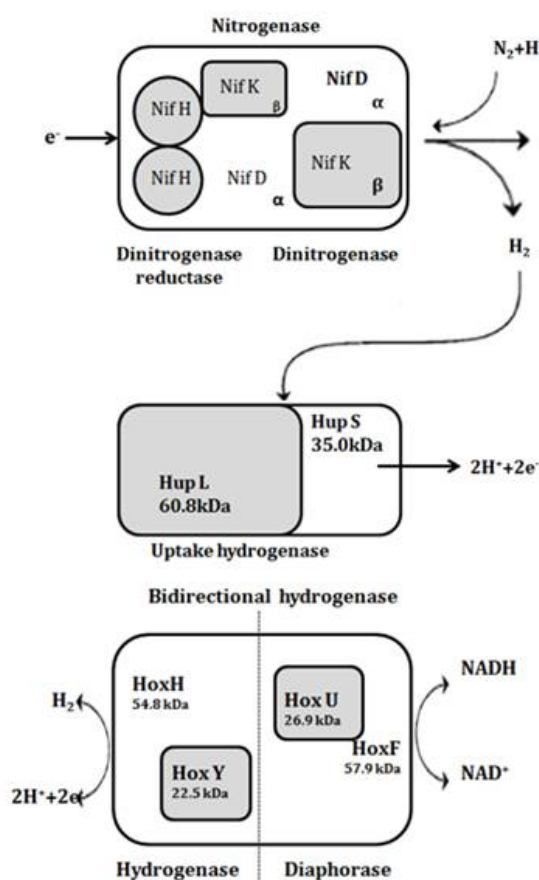 Nitrogenase
N₂+H
Nif K
β
Nif D
α
Nif H
e⁻
Nif H
Nif D
α
Nif K
β
Dinitrogenase
reductase
Dinitrogenase
H₂
Hup S
35.0kDa
Hup L
60.8kDa
2H⁺+2e⁻
Uptake hydrogenase
Bidirectional hydrogenase
HoxH
54.8 kDa
Hox U
26.9 kDa
NADH
H₂
HoxF
57.9 kDa
Hox Y
22.5 kDa
2H⁺+2e
NAD⁺
Hydrogenase
Diaphorase